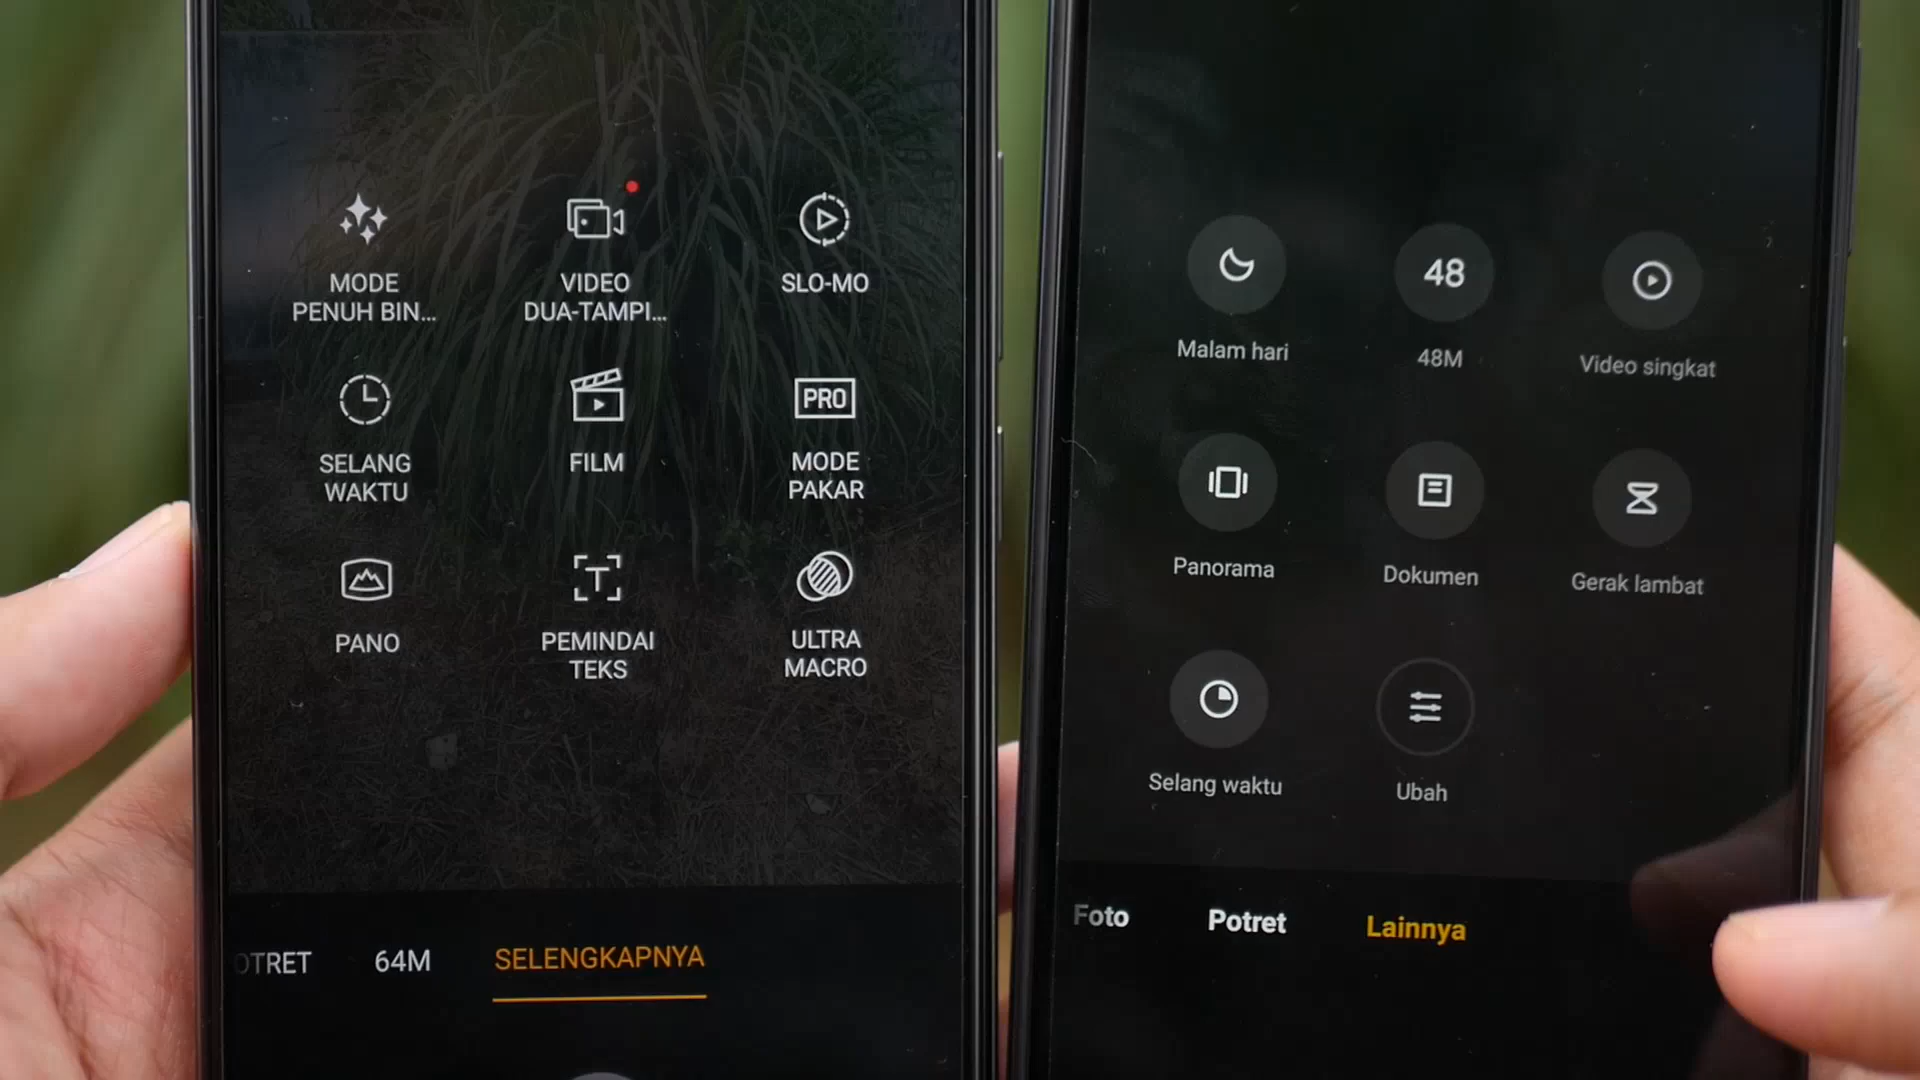 MODE
PENUH BIN...
VIDEO
DUA-TAMPI...
SLO-MO
SELANG
WAKTU
FILM
PRO
MODE
PAKAR
PANO
T
PEMINDAI
TEKS
ULTRA
MACRO
OTRET
64M
SELENGKAPNYA
48
Malam hari
48M
Video singkat
Panorama
Dokumen
Gerak lambat
Selang waktu
Ubah
Foto
Potret
Lainnya